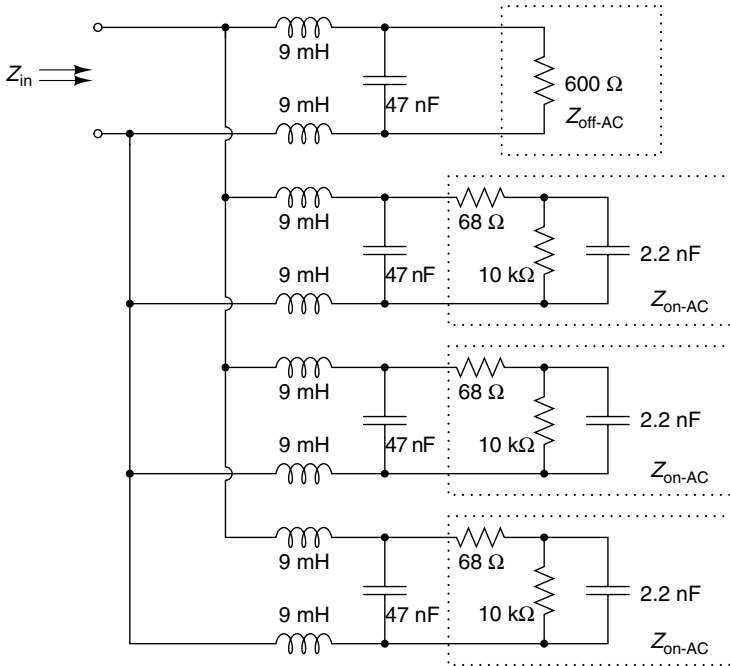 9 mH
Zin
47 nF
600 Ω
Zoff-AC
9 mH
9 mH
68 Ω
47 nF
10 kΩ
2.2 nF
9 mH
Zon-AC
9 mH
68 Ω
47 nF
10 kΩ
2.2 nF
9 mH
Zon-AC
9 mH
68 Ω
47 nF
10 kΩ
2.2 nF
9 mH
Zon-AC